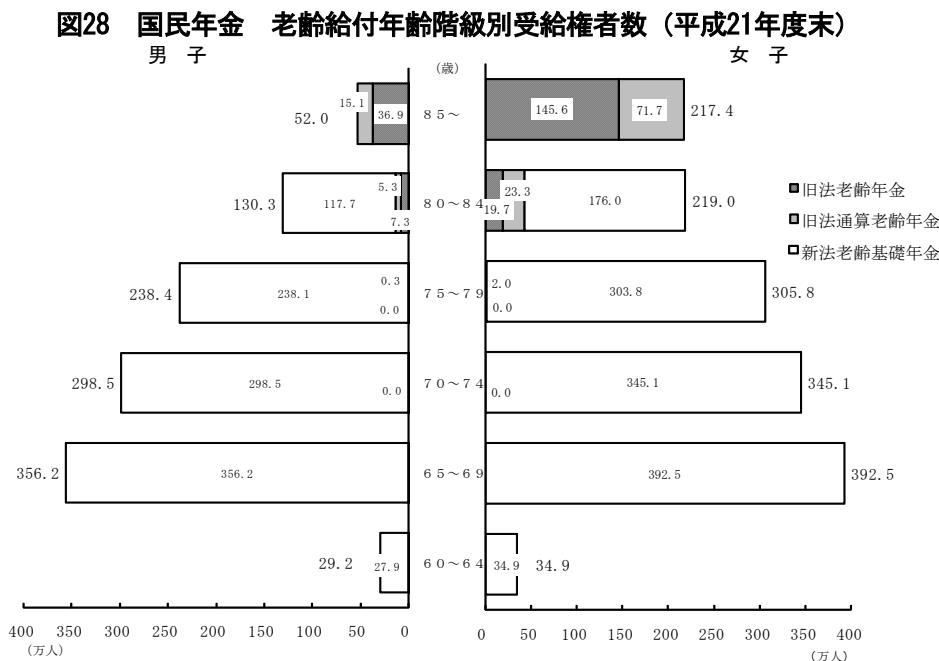 図28　国民年金　老齢給付年齢階級別受給権者数（平成21年度末）
男　子
（歳）
女　子
52.0 15.1 36.9 ８５～ 145.6 71.7 217.4
130.3 117.7 5.3 7.3 ８０～８４ 19.7 23.3 176.0 219.0
238.4 238.1 0.3 0.0 ７５～７９ 2.0 0.0 303.8 305.8
298.5 298.5 0.0 ７０～７４ 0.0 345.1 345.1
356.2 356.2 ６５～６９ 392.5 392.5
29.2 27.9 ６０～６４ 34.9 34.9
旧法老齢年金
旧法通算老齢年金
新法老齢基礎年金
400 350 300 250 200 150 100 50 0
（万人）
0 50 100 150 200 250 300 350 400
（万人）